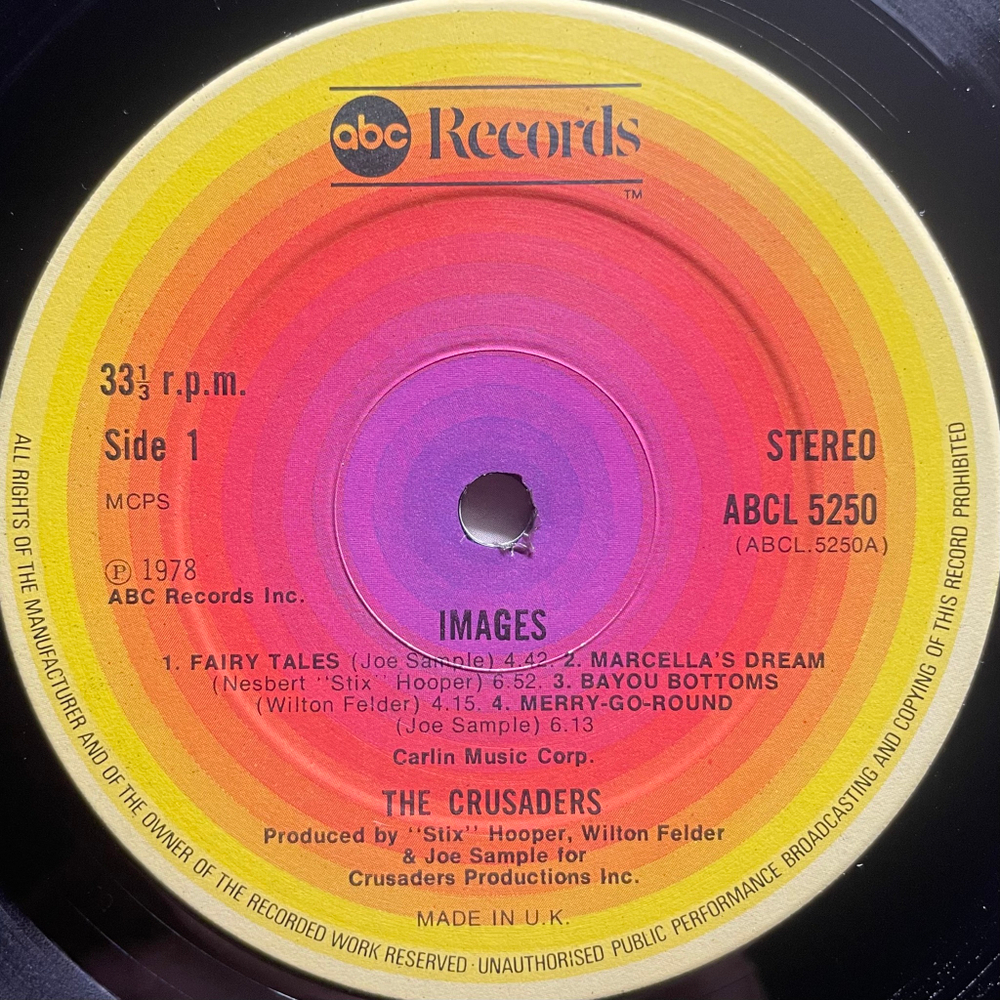 abc Records
TM
33⅓ r.p.m.
Side 1
STEREO
MCPS
ABCL 5250
(ABCL.5250A)
Ⓟ 1978
ABC Records Inc.
IMAGES
1. FAIRY TALES (Joe Sample) 4.42. 2. MARCELLA'S DREAM
(Nesbert "Stix" Hooper) 6.52. 3. BAYOU BOTTOMS
(Wilton Felder) 4.15. 4. MERRY-GO-ROUND
(Joe Sample) 6.13
Carlin Music Corp.
THE CRUSADERS
Produced by "Stix" Hooper, Wilton Felder
& Joe Sample for
Crusaders Productions Inc.
MADE IN U.K.
ALL RIGHTS OF THE MANUFACTURER AND OF THE OWNER OF THE RECORDED WORK RESERVED · UNAUTHORISED PUBLIC PERFORMANCE BROADCASTING AND COPYING OF THIS RECORD PROHIBITED